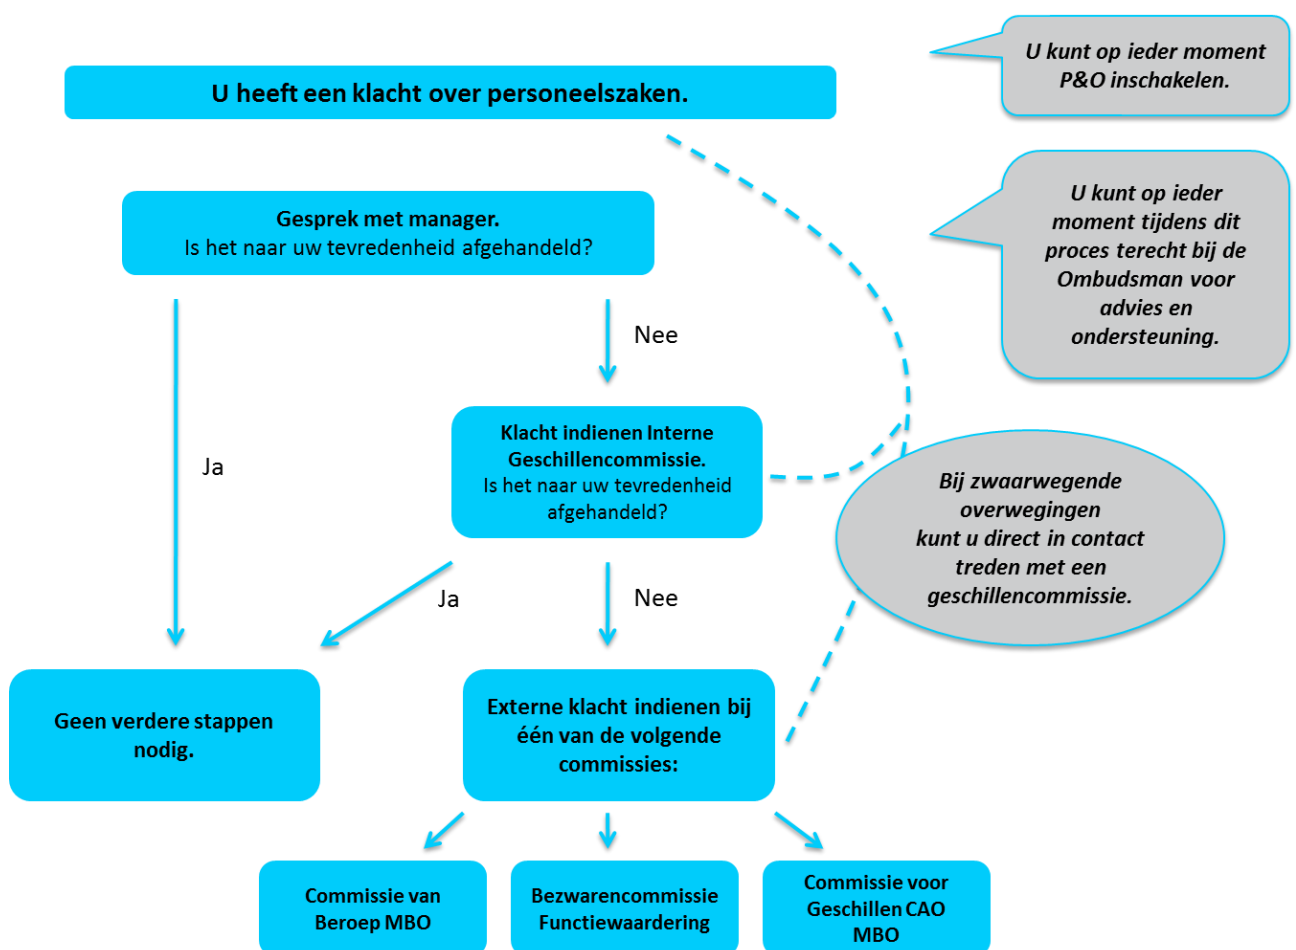 U heeft een klacht over personeelszaken.
U kunt op ieder moment
P&O inschakelen.
Gesprek met manager.
Is het naar uw tevredenheid afgehandeld?
U kunt op ieder
moment tijdens dit
proces terecht bij de
Ombudsman voor
advies en
ondersteuning.
Nee
Ja
Klacht indienen Interne
Geschillencommissie.
Is het naar uw tevredenheid
afgehandeld?
Bij zwaarwegende
overwegingen
kunt u direct in contact
treden met een
geschillencommissie.
Ja
Nee
Geen verdere stappen
nodig.
Externe klacht indienen bij
één van de volgende
commissies:
Commissie van
Beroep MBO
Bezwarencommissie
Functiewaardering
Commissie voor
Geschillen CAO
MBO